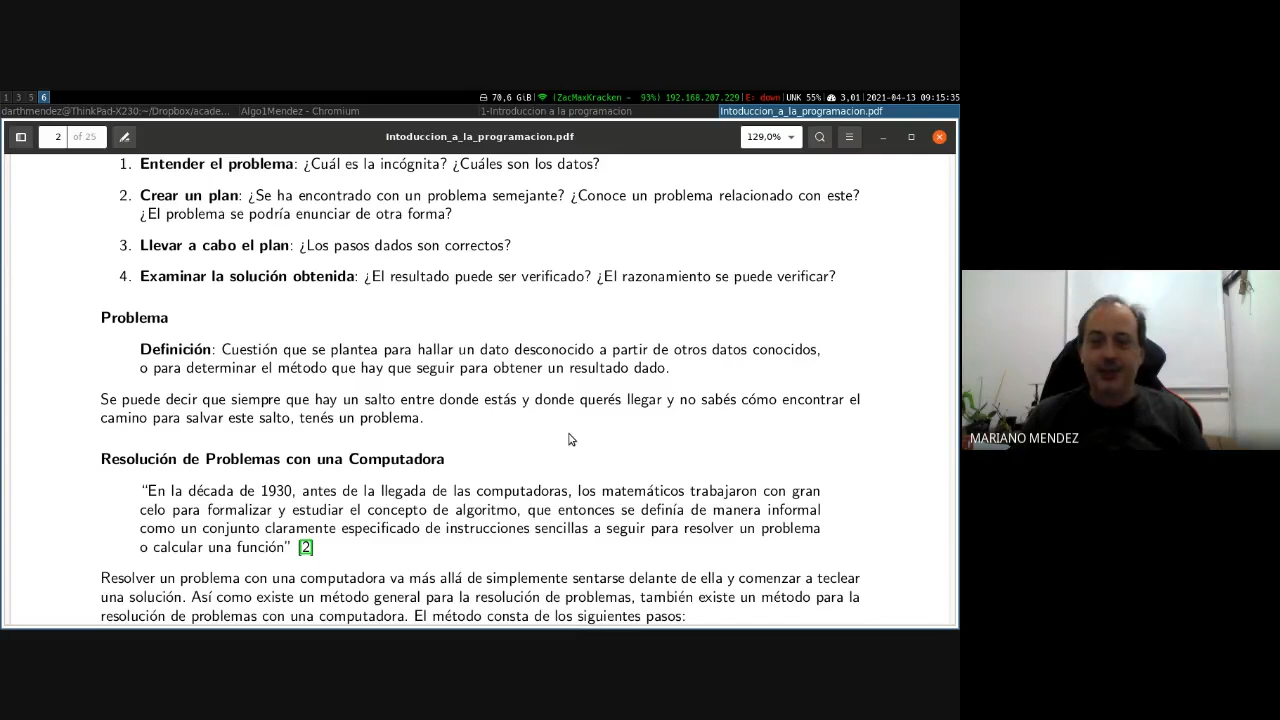 1 3 5 6
70,6 GiB| (ZacMaxKracken - 93%) 192.168.207.229|E: down|UNK 55%| 3,01|2021-04-13 09:15:35
darthmendez@ThinkPad-X230:~/Dropbox/acade... Algo1Mendez - Chromium 1-Introduccion a la programacion Intoduccion_a_la_programacion.pdf
2 of 25 Intoduccion_a_la_programacion.pdf 129,0%
1. Entender el problema: ¿Cuál es la incógnita? ¿Cuáles son los datos?
2. Crear un plan: ¿Se ha encontrado con un problema semejante? ¿Conoce un problema relacionado con este?
¿El problema se podría enunciar de otra forma?
3. Llevar a cabo el plan: ¿Los pasos dados son correctos?
4. Examinar la solución obtenida: ¿El resultado puede ser verificado? ¿El razonamiento se puede verificar?
Problema
Definición: Cuestión que se plantea para hallar un dato desconocido a partir de otros datos conocidos,
o para determinar el método que hay que seguir para obtener un resultado dado.
Se puede decir que siempre que hay un salto entre donde estás y donde querés llegar y no sabés cómo encontrar el
camino para salvar este salto, tenés un problema.
Resolución de Problemas con una Computadora
“En la década de 1930, antes de la llegada de las computadoras, los matemáticos trabajaron con gran
celo para formalizar y estudiar el concepto de algoritmo, que entonces se definía de manera informal
como un conjunto claramente especificado de instrucciones sencillas a seguir para resolver un problema
o calcular una función” [2]
Resolver un problema con una computadora va más allá de simplemente sentarse delante de ella y comenzar a teclear
una solución. Así como existe un método general para la resolución de problemas, también existe un método para la
resolución de problemas con una computadora. El método consta de los siguientes pasos:
MARIANO MENDEZ